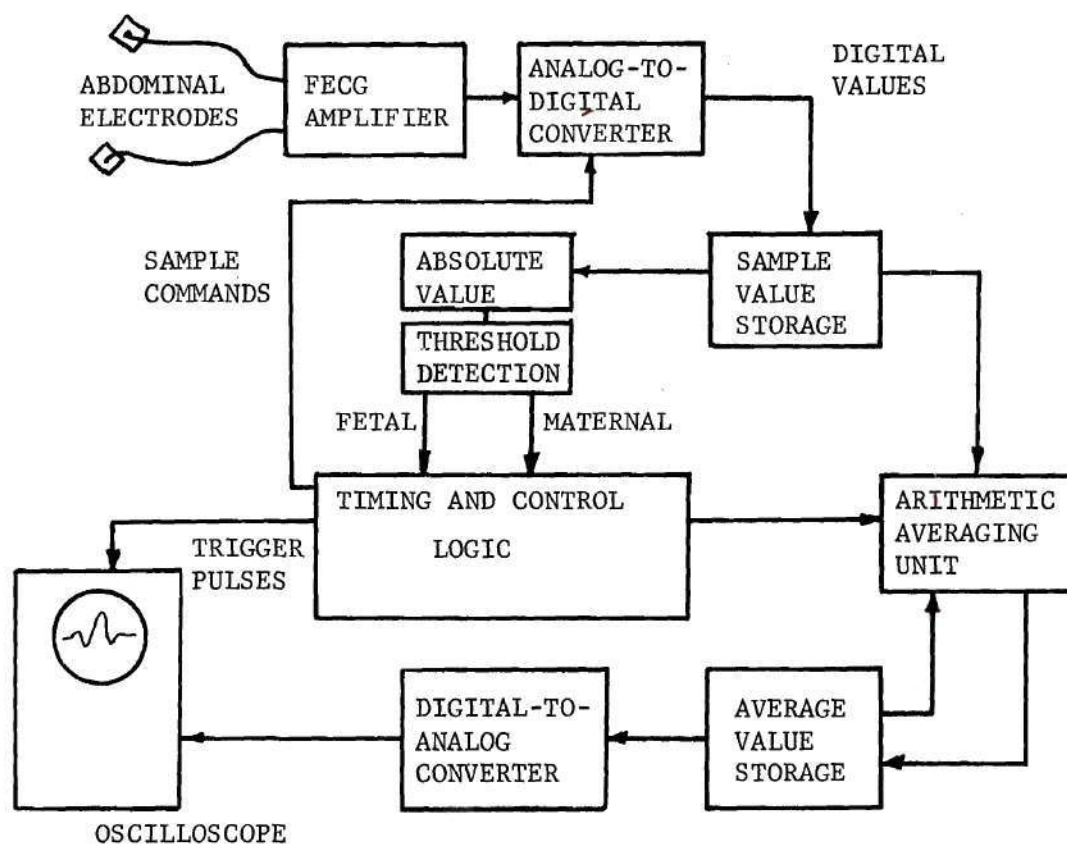 ABDOMINAL
ELECTRODES
FECG
AMPLIFIER
ANALOG-TO-
DIGITAL
CONVERTER
DIGITAL
VALUES
SAMPLE
COMMANDS
ABSOLUTE
VALUE
SAMPLE
VALUE
STORAGE
THRESHOLD
DETECTION
FETAL
MATERNAL
TIMING AND CONTROL
LOGIC
ARITHMETIC
AVERAGING
UNIT
TRIGGER
PULSES
DIGITAL-TO-
ANALOG
CONVERTER
AVERAGE
VALUE
STORAGE
OSCILLOSCOPE